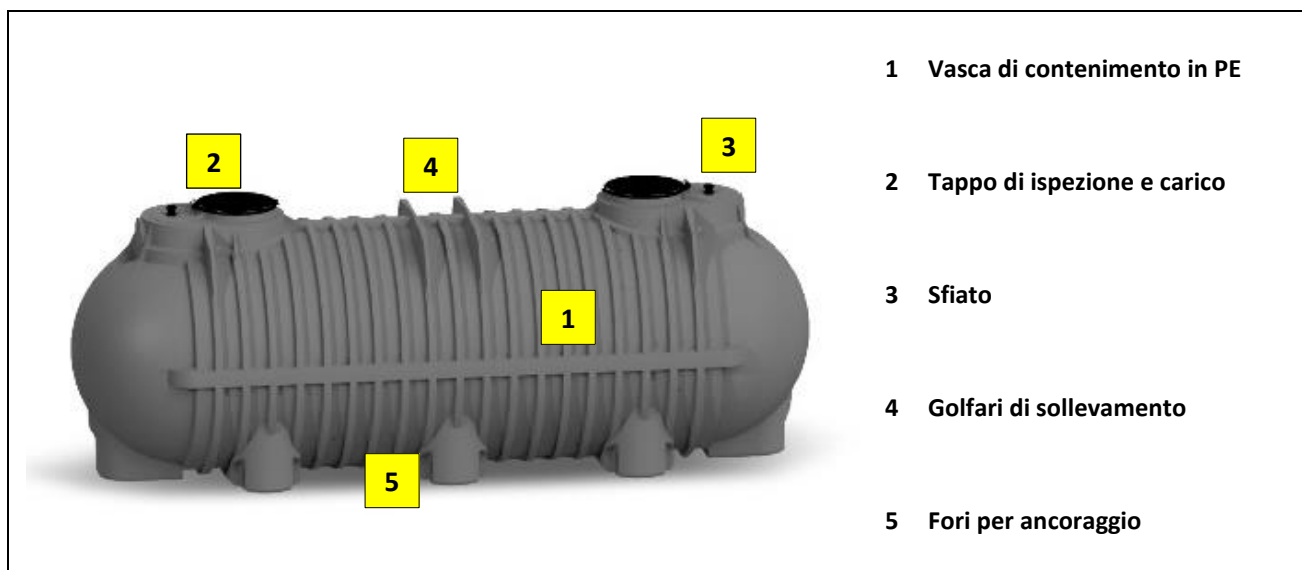 1 Vasca di contenimento in PE
2 Tappo di ispezione e carico
3 Sfiato
4 Golfari di sollevamento
5 Fori per ancoraggio
2
4
3
1
5